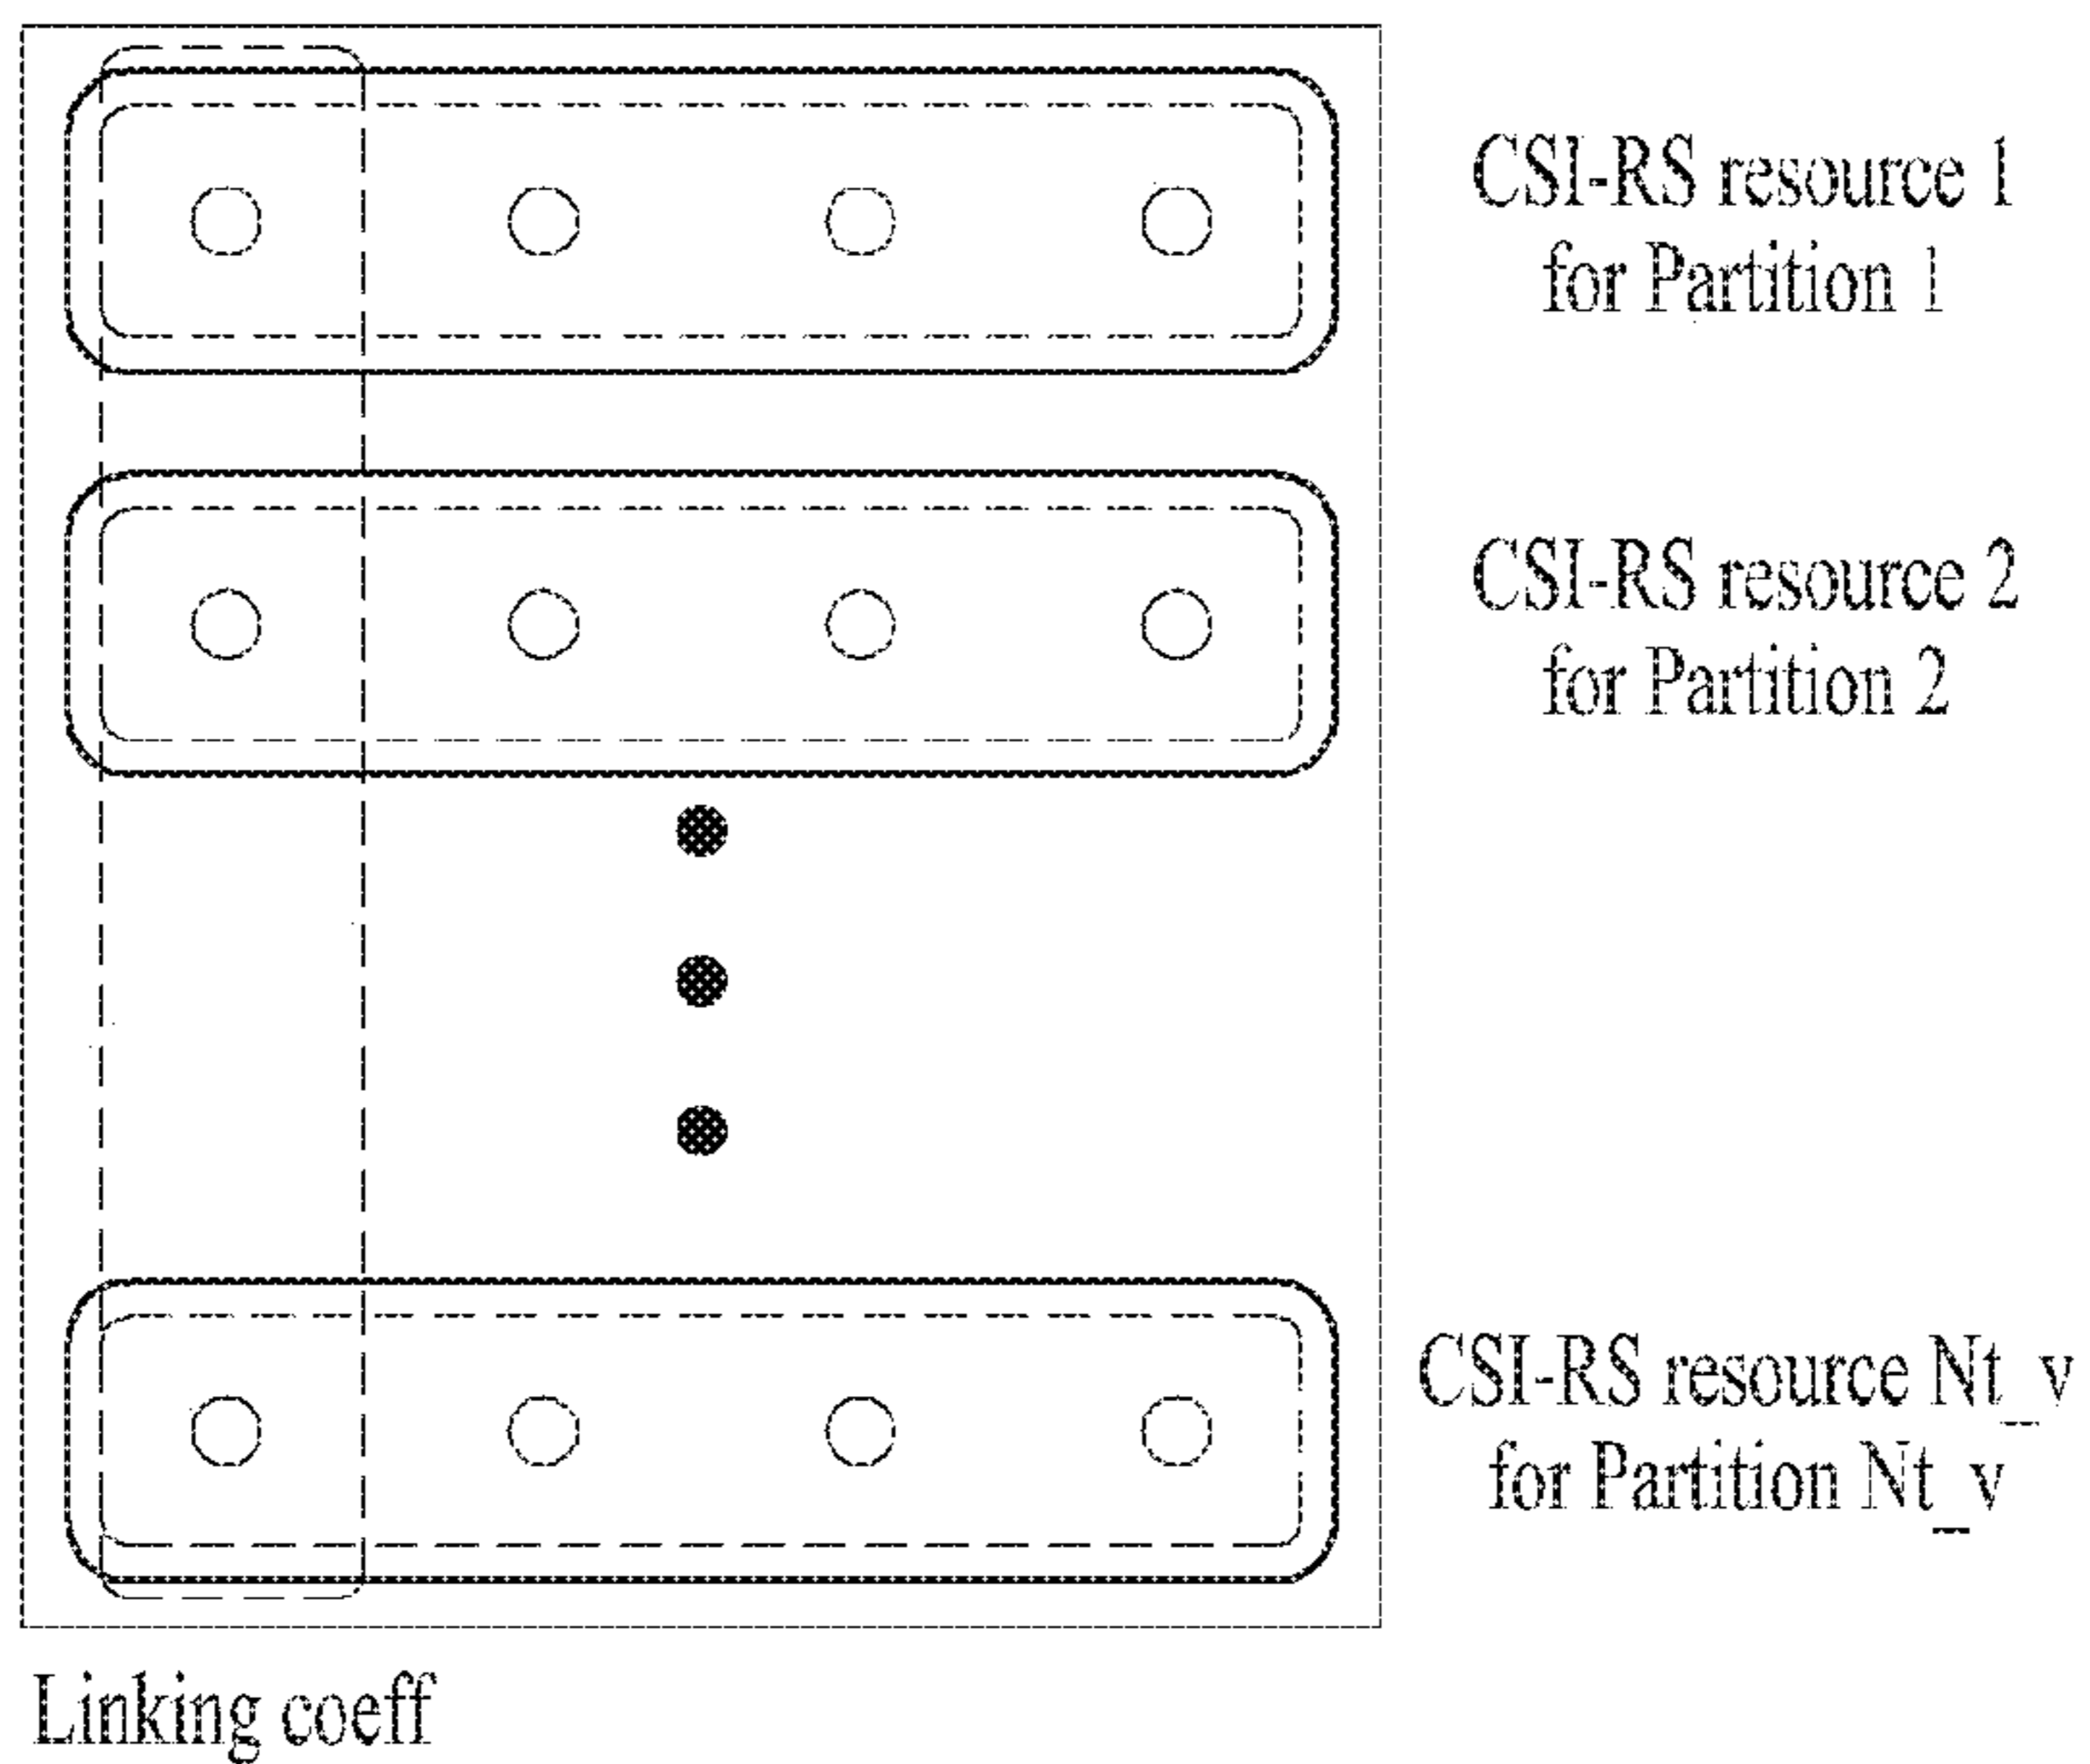 CSI-RS resource 1
for Partition 1
CSI-RS resource 2
for Partition 2
CSI-RS resource Nt_v
for Partition Nt_v
Linking coeff